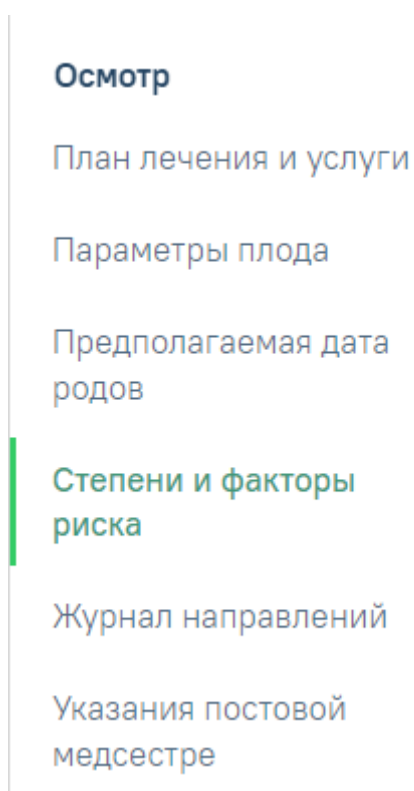 Осмотр
План лечения и услуги
Параметры плода
Предполагаемая дата
родов
Степени и факторы
риска
Журнал направлений
Указания постовой
медсестре